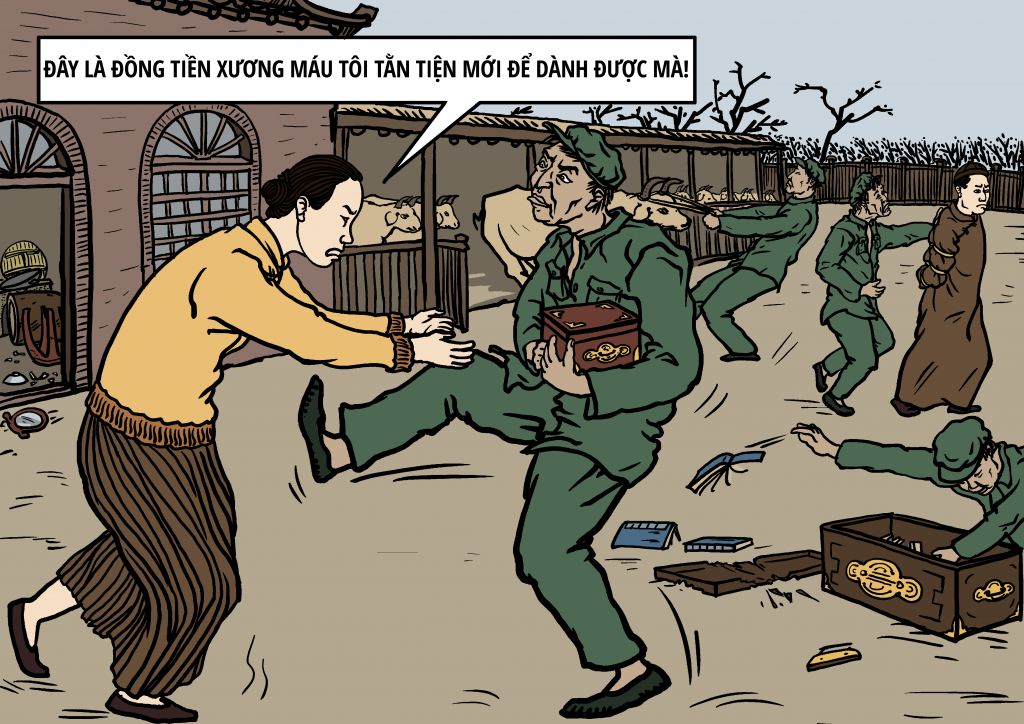 ĐÂY LÀ ĐỒNG TIỀN XƯƠNG MÁU TÔI TẰN TIỆN MỚI ĐỂ DÀNH ĐƯỢC MÀ!